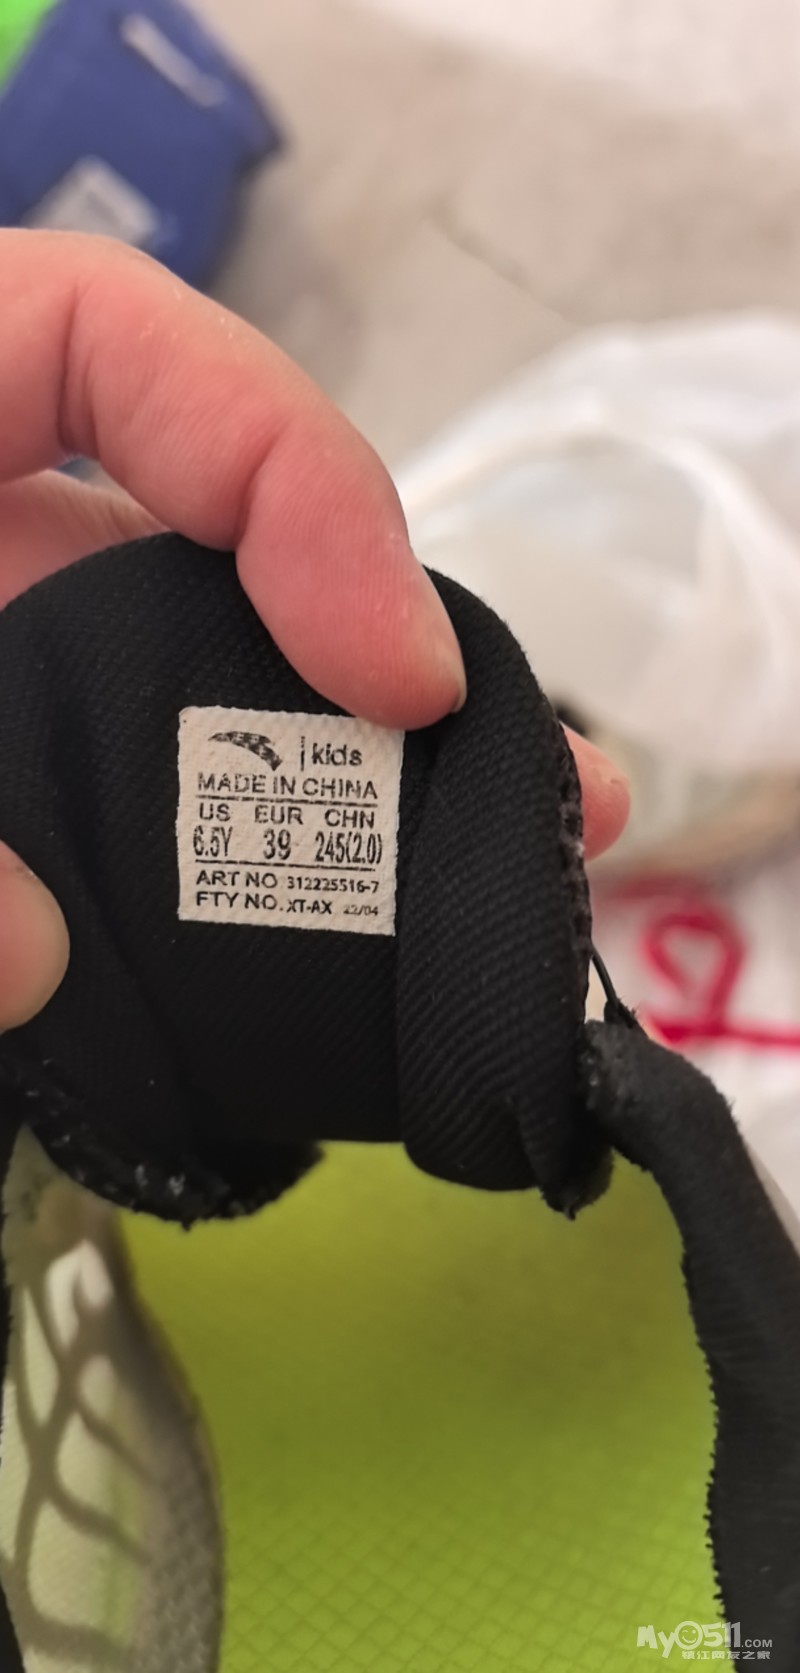 kids
MADE IN CHINA
US EUR CHN
6.5Y 39 245(2.0)
ART NO 312225516-7
FTY NO. XT-AX 22/04
MyO511.COM
镇江网友之家